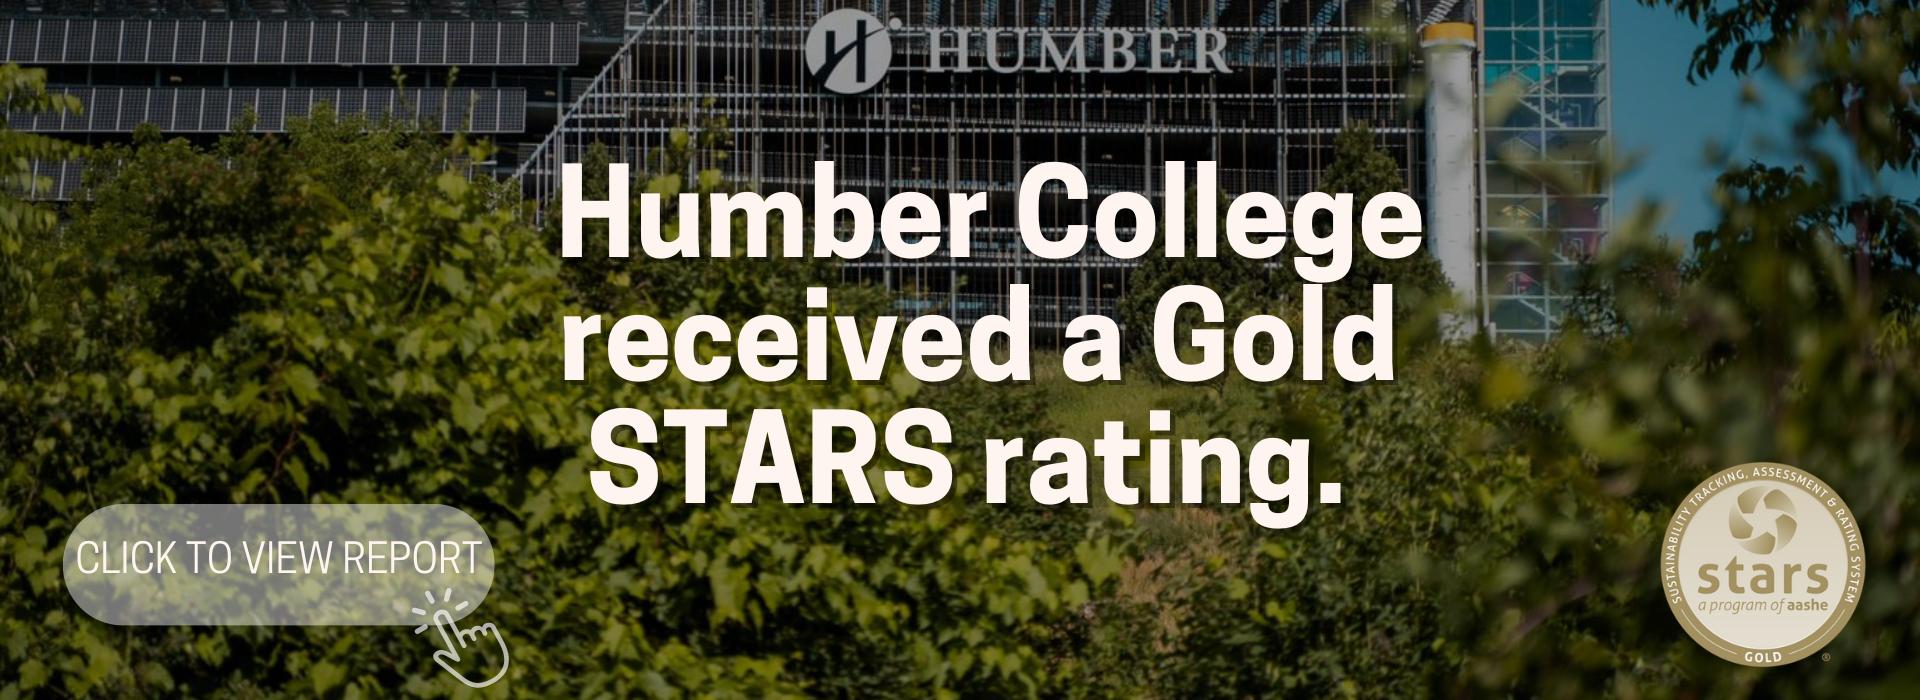 HUMBER
Humber College
received a Gold
STARS rating.
CLICK TO VIEW REPORT
SUSTAINABILITY TRACKING, ASSESSMENT & RATING SYSTEM
stars
a program of aashe
GOLD
®